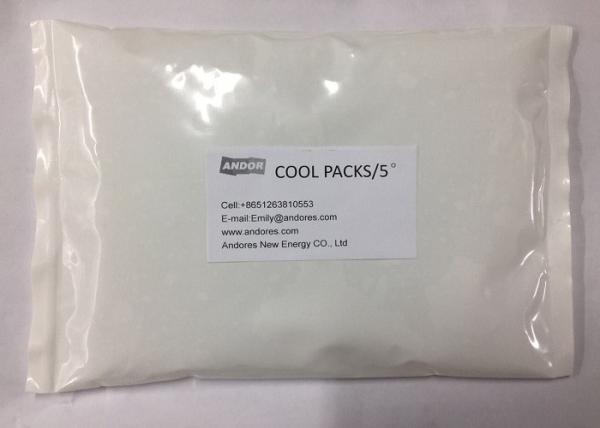 ANDOR COOL PACKS/5°
Cell:+8651263810553
E-mail:Emily@andores.com
www.andores.com
Andores New Energy CO., Ltd